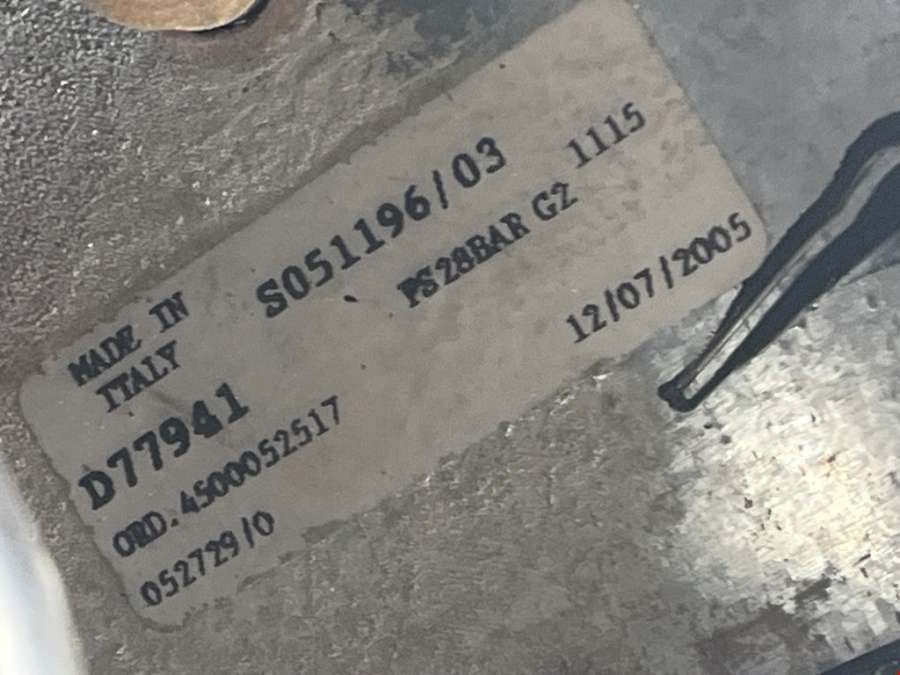 MADE IN S051196/03 1115
ITALY PS28BAR G2
D77941 12/07/2005
ORD.4500052517
052729/0